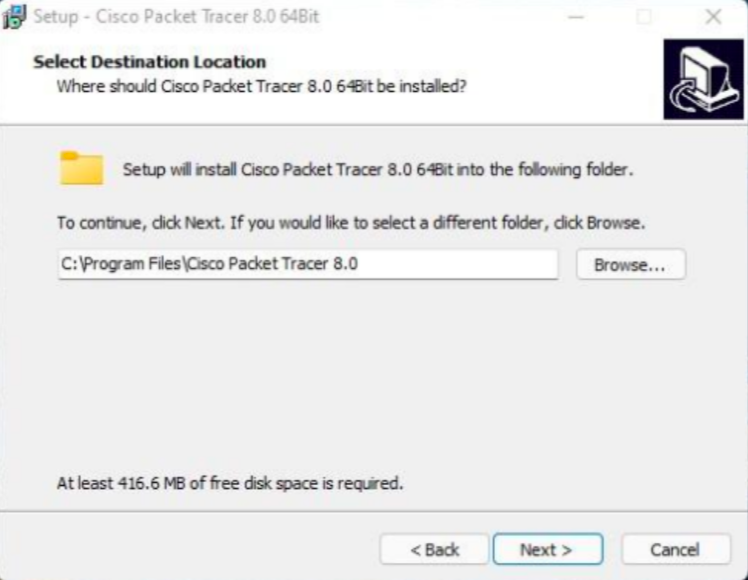 Setup - Cisco Packet Tracer 8.0 64Bit
Select Destination Location
Where should Cisco Packet Tracer 8.0 64Bit be installed?
Setup will install Cisco Packet Tracer 8.0 64Bit into the following folder.
To continue, click Next. If you would like to select a different folder, click Browse.
C:\Program Files\Cisco Packet Tracer 8.0
Browse...
At least 416.6 MB of free disk space is required.
< Back
Next >
Cancel